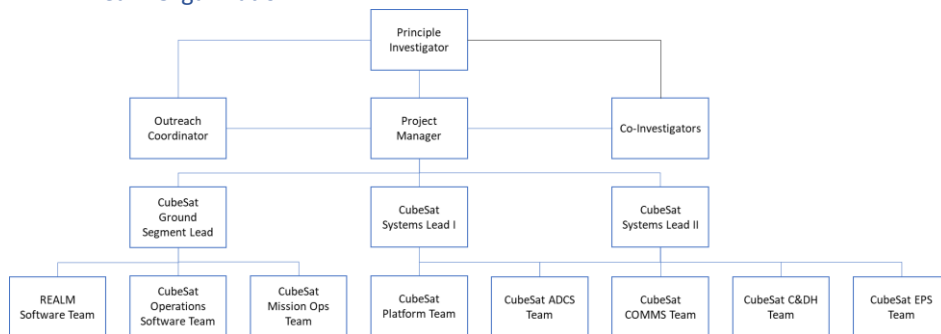 Principle
Investigator
Outreach
Coordinator
Project
Manager
Co-Investigators
CubeSat
Ground
Segment Lead
CubeSat
Systems Lead I
CubeSat
Systems Lead II
REALM
Software Team
CubeSat
Operations
Software Team
CubeSat
Mission Ops
Team
CubeSat
Platform Team
CubeSat ADCS
Team
CubeSat
COMMS Team
CubeSat C&DH
Team
CubeSat EPS
Team